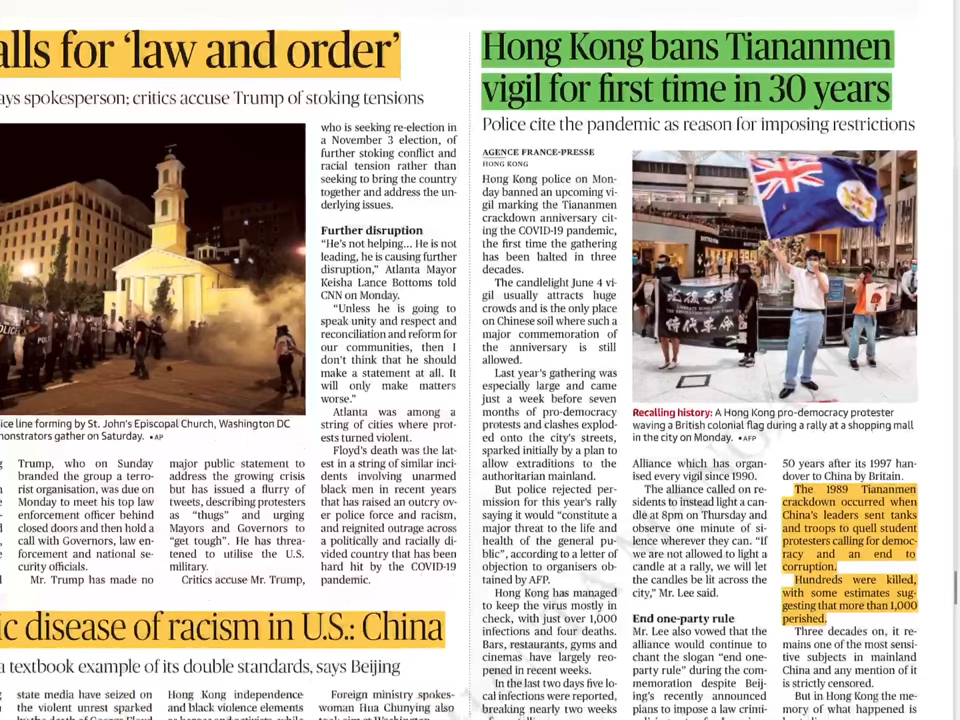 alls for ‘law and order’
ays spokesperson; critics accuse Trump of stoking tensions
POLICE
ice line forming by St. John’s Episcopal Church, Washington DC
nonstrators gather on Saturday. • AP
Trump, who on Sunday
branded the group a terro-
rist organisation, was due on
Monday to meet his top law
enforcement officer behind
closed doors and then hold a
call with Governors, law en-
forcement and national se-
curity officials.
Mr. Trump has made no
major public statement to
address the growing crisis
but has issued a flurry of
tweets, describing protesters
as “thugs” and urging
Mayors and Governors to
“get tough”. He has threa-
tened to utilise the U.S.
military.
Critics accuse Mr. Trump,
who is seeking re-election in
a November 3 election, of
further stoking conflict and
racial tension rather than
seeking to bring the country
together and address the un-
derlying issues.
Further disruption
“He’s not helping... He is not
leading, he is causing further
disruption,” Atlanta Mayor
Keisha Lance Bottoms told
CNN on Monday.
“Unless he is going to
speak unity and respect and
reconciliation and reform for
our communities, then I
don’t think that he should
make a statement at all. It
will only make matters
worse.”
Atlanta was among a
string of cities where prot-
ests turned violent.
Floyd’s death was the lat-
est in a string of similar inci-
dents involving unarmed
black men in recent years
that has raised an outcry ov-
er police force and racism,
and reignited outrage across
a politically and racially di-
vided country that has been
hard hit by the COVID-19
pandemic.
ic disease of racism in U.S.: China
a textbook example of its double standards, says Beijing
state media have seized on
the violent unrest sparked
Hong Kong independence
and black violence elements
Foreign ministry spokes-
woman Hua Chunying also
Hong Kong bans Tiananmen
vigil for first time in 30 years
Police cite the pandemic as reason for imposing restrictions
AGENCE FRANCE-PRESSE
HONG KONG
Hong Kong police on Mon-
day banned an upcoming vi-
gil marking the Tiananmen
crackdown anniversary cit-
ing the COVID-19 pandemic,
the first time the gathering
has been halted in three
decades.
The candlelight June 4 vi-
gil usually attracts huge
crowds and is the only place
on Chinese soil where such a
major commemoration of
the anniversary is still
allowed.
Last year’s gathering was
especially large and came
just a week before seven
months of pro-democracy
protests and clashes explod-
ed onto the city’s streets,
sparked initially by a plan to
allow extraditions to the
authoritarian mainland.
But police rejected per-
mission for this year’s rally
saying it would “constitute a
major threat to the life and
health of the general pu-
blic”, according to a letter of
objection to organisers ob-
tained by AFP.
Hong Kong has managed
to keep the virus mostly in
check, with just over 1,000
infections and four deaths.
Bars, restaurants, gyms and
cinemas have largely reo-
pened in recent weeks.
In the last two days five lo-
cal infections were reported,
breaking nearly two weeks
光復香港
時代革命
Recalling history: A Hong Kong pro-democracy protester
waving a British colonial flag during a rally at a shopping mall
in the city on Monday. • AFP
Alliance which has organ-
ised every vigil since 1990.
The alliance called on re-
sidents to instead light a can-
dle at 8pm on Thursday and
observe one minute of si-
lence wherever they can. “If
we are not allowed to light a
candle at a rally, we will let
the candles be lit across the
city,” Mr. Lee said.
End one-party rule
Mr. Lee also vowed that the
alliance would continue to
chant the slogan “end one-
party rule” during the com-
memoration despite Beij-
ing’s recently announced
plans to impose a law crimi-
50 years after its 1997 han-
dover to China by Britain.
The 1989 Tiananmen
crackdown occurred when
China’s leaders sent tanks
and troops to quell student
protesters calling for democ-
racy and an end to
corruption.
Hundreds were killed,
with some estimates sug-
gesting that more than 1,000
perished.
Three decades on, it re-
mains one of the most sensi-
tive subjects in mainland
China and any mention of it
is strictly censored.
But in Hong Kong the me-
mory of what happened is